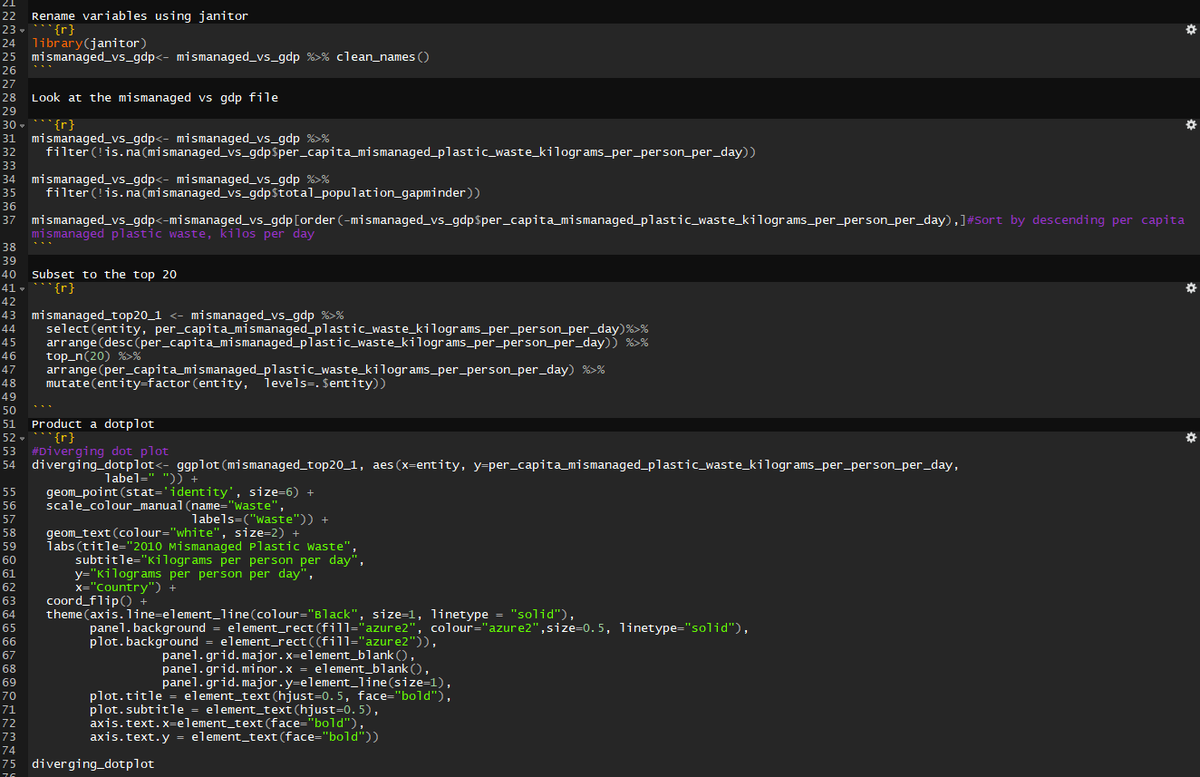 21
22 Rename variables using janitor
23 ```{r}
24 library(janitor)
25 mismanaged_vs_gdp<- mismanaged_vs_gdp %>% clean_names()
26 ```
27
28 Look at the mismanaged vs gdp file
29
30 ```{r}
31 mismanaged_vs_gdp<- mismanaged_vs_gdp %>%
32   filter(!is.na(mismanaged_vs_gdp$per_capita_mismanaged_plastic_waste_kilograms_per_person_per_day))
33
34 mismanaged_vs_gdp<- mismanaged_vs_gdp %>%
35   filter(!is.na(mismanaged_vs_gdp$total_population_gapminder))
36
37 mismanaged_vs_gdp<-mismanaged_vs_gdp[order(-mismanaged_vs_gdp$per_capita_mismanaged_plastic_waste_kilograms_per_person_per_day),]#Sort by descending per capita
mismanaged plastic waste, kilos per day
38 ```
39
40 Subset to the top 20
41 ```{r}
42
43 mismanaged_top20_1 <- mismanaged_vs_gdp %>%
44   select(entity, per_capita_mismanaged_plastic_waste_kilograms_per_person_per_day)%>%
45   arrange(desc(per_capita_mismanaged_plastic_waste_kilograms_per_person_per_day)) %>%
46   top_n(20) %>%
47   arrange(per_capita_mismanaged_plastic_waste_kilograms_per_person_per_day) %>%
48   mutate(entity=factor(entity,  levels=.$entity))
49
50 ```
51 Product a dotplot
52 ```{r}
53 #Diverging dot plot
54 diverging_dotplot<- ggplot(mismanaged_top20_1, aes(x=entity, y=per_capita_mismanaged_plastic_waste_kilograms_per_person_per_day,
label=" ")) +
55   geom_point(stat='identity', size=6) +
56   scale_colour_manual(name="Waste",
57                       labels=("Waste")) +
58   geom_text(colour="white", size=2) +
59   labs(title="2010 Mismanaged Plastic Waste",
60       subtitle="Kilograms per person per day",
61       y="Kilograms per person per day",
62       x="Country") +
63   coord_flip() +
64   theme(axis.line=element_line(colour="Black", size=1, linetype = "solid"),
65         panel.background = element_rect(fill="azure2", colour="azure2",size=0.5, linetype="solid"),
66         plot.background = element_rect((fill="azure2")),
67                   panel.grid.major.x=element_blank(),
68                   panel.grid.minor.x = element_blank(),
69                   panel.grid.major.y=element_line(size=1),
70         plot.title = element_text(hjust=0.5, face="bold"),
71         plot.subtitle = element_text(hjust=0.5),
72         axis.text.x=element_text(face="bold"),
73         axis.text.y = element_text(face="bold"))
74
75 diverging_dotplot
76